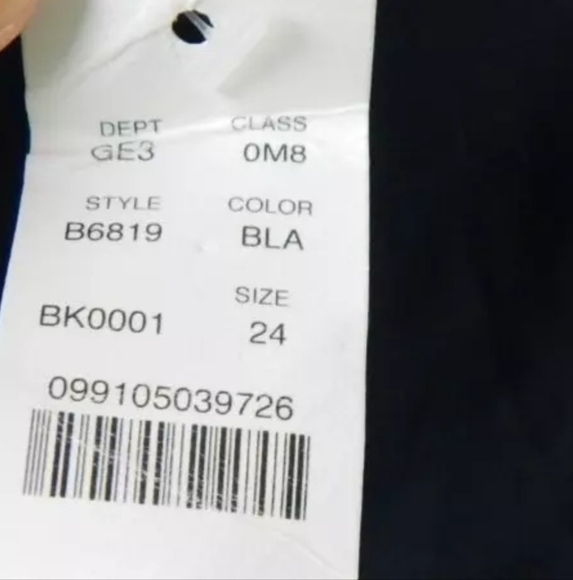 DEPT CLASS
GE3 0M8
STYLE COLOR
B6819 BLA
SIZE
BK0001 24
099105039726